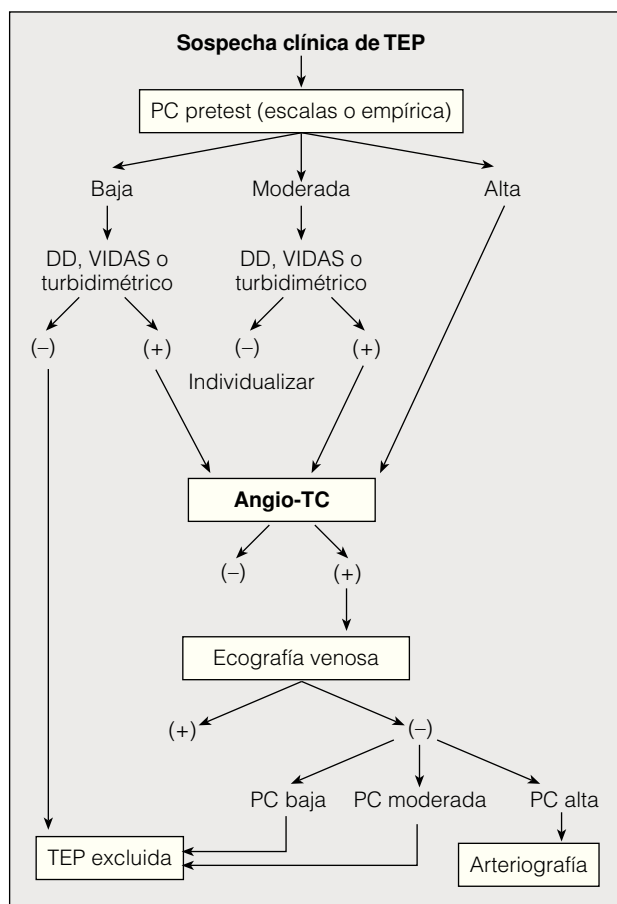 Sospecha clínica de TEP
PC pretest (escalas o empírica)
Baja
Moderada
Alta
DD, VIDAS o
turbidimétrico
DD, VIDAS o
turbidimétrico
(–)
(+)
(–)
(+)
Individualizar
Angio-TC
(–)
(+)
Ecografía venosa
(+)
(–)
PC baja
PC moderada
PC alta
TEP excluida
Arteriografía